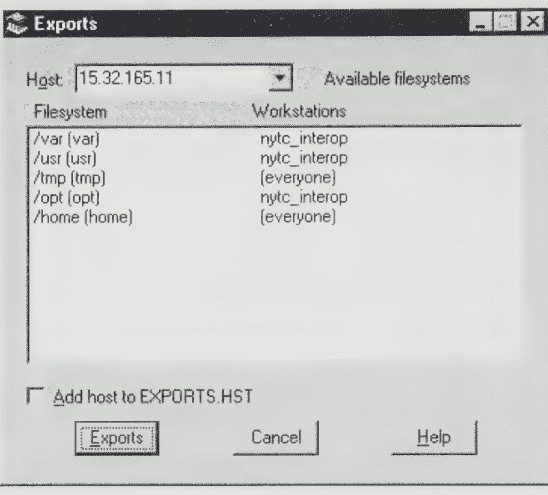 Exports
Host: 15.32.165.11 Available filesystems
Filesystem Workstations
/var (var) nytc_interop
/usr (usr) nytc_interop
/tmp (tmp) (everyone)
/opt (opt) nytc_interop
/home (home) (everyone)
Add host to EXPORTS.HST
Exports Cancel Help